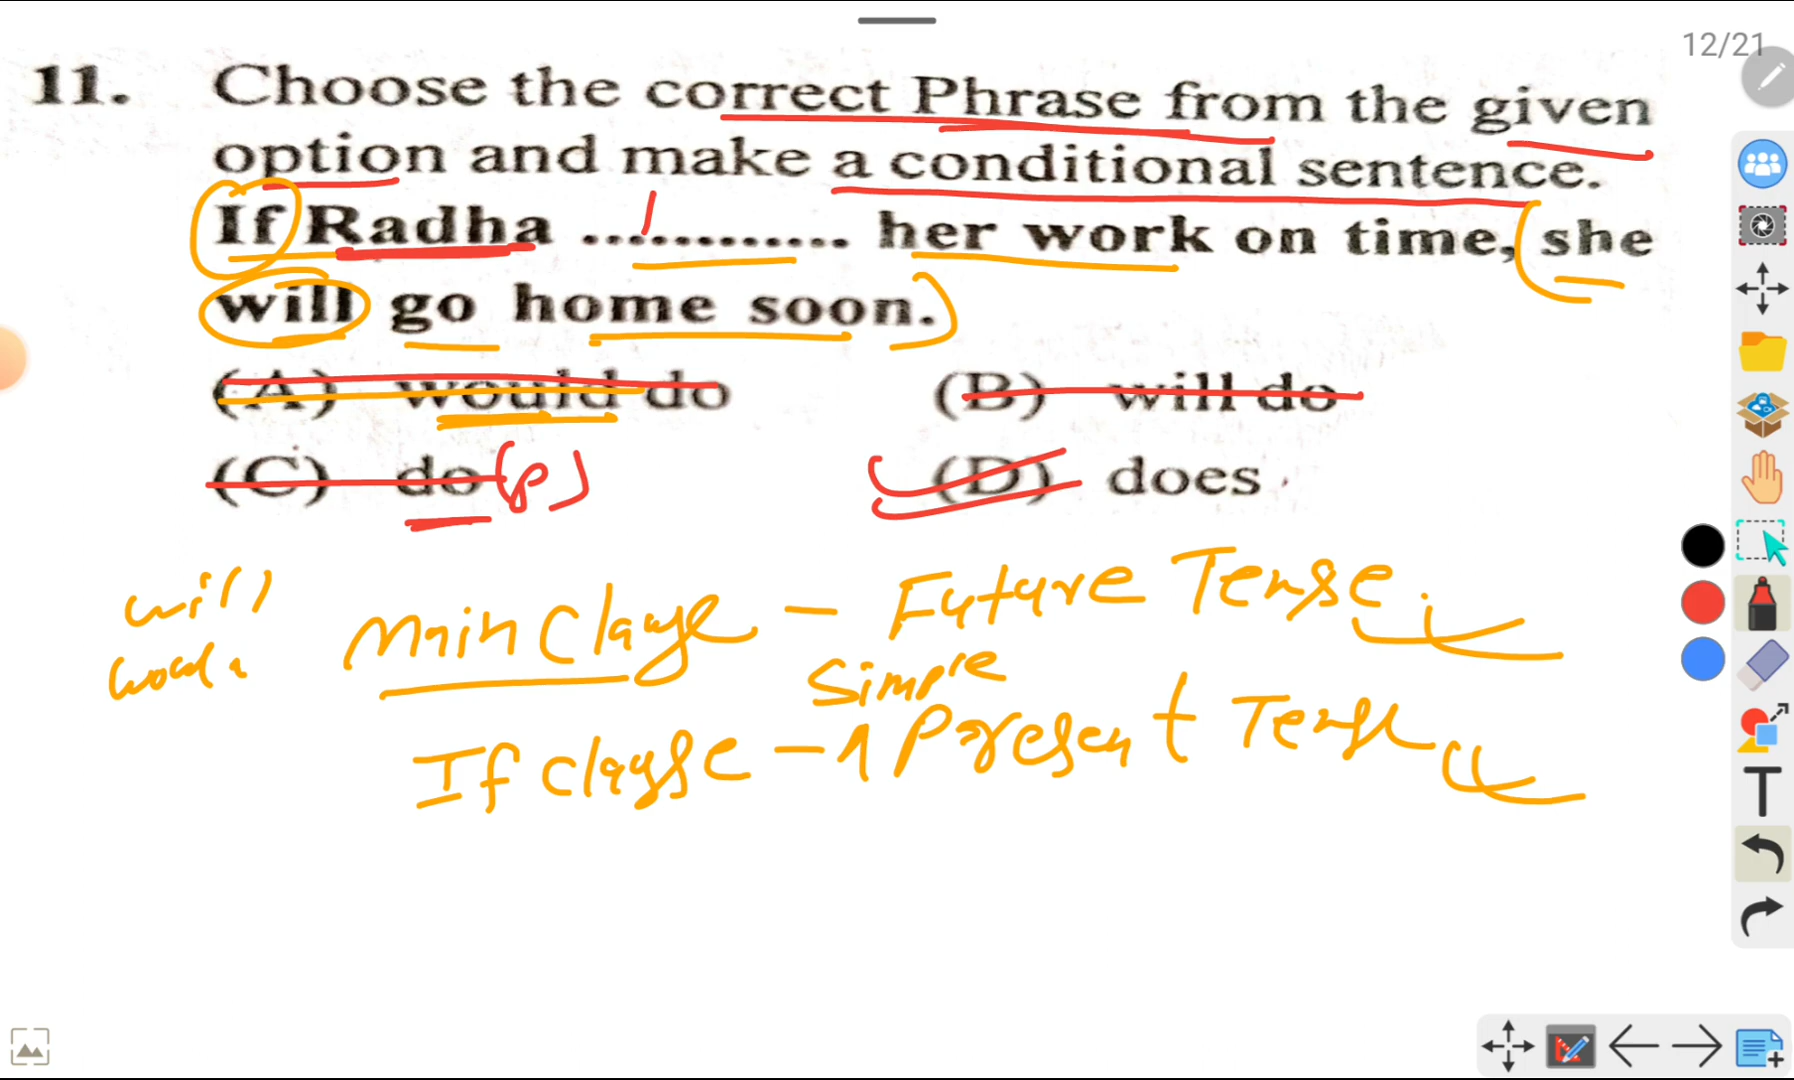 12/21
11. Choose the correct Phrase from the given
option and make a conditional sentence.
If Radha ............ her work on time, she
will go home soon.
(A) would do (B) will do
(C) do (P) (D) does
will
Main Clause - Future Tense
Simple
If clause - Present Tense
T